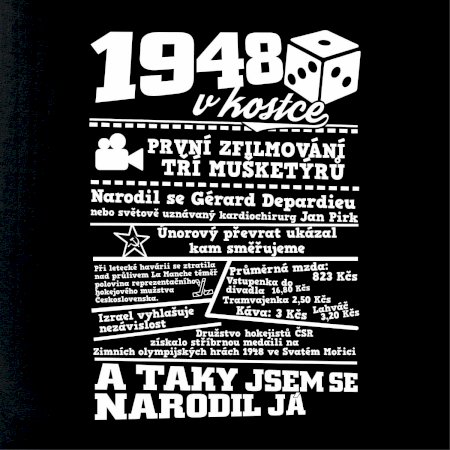 1948
v kostce
PRVNÍ ZFILMOVÁNÍ
TŘÍ MUŠKETÝRŮ
Narodil se Gérard Depardieu
nebo světově uznávaný kardiochirurg Jan Pirk
Únorový převrat ukázal
kam směřujeme
Při letecké havárii se ztratila
nad průlivem La Manche téměř
polovina reprezentačního
hokejového mužstva
Československa.
Průměrná mzda:
823 Kčs
Vstupenka do
divadla 16,80 Kčs
Tramvajenka 2,50 Kčs
Káva: 3 Kčs
Lahváč
3,20 Kčs
Izrael vyhlašuje
nezávislost
Družstvo hokejistů ČSR
získalo stříbrnou medaili na
Zimních olympijských hrách 1948 ve Svatém Mořici
A TAKY JSEM SE
NARODIL JÁ